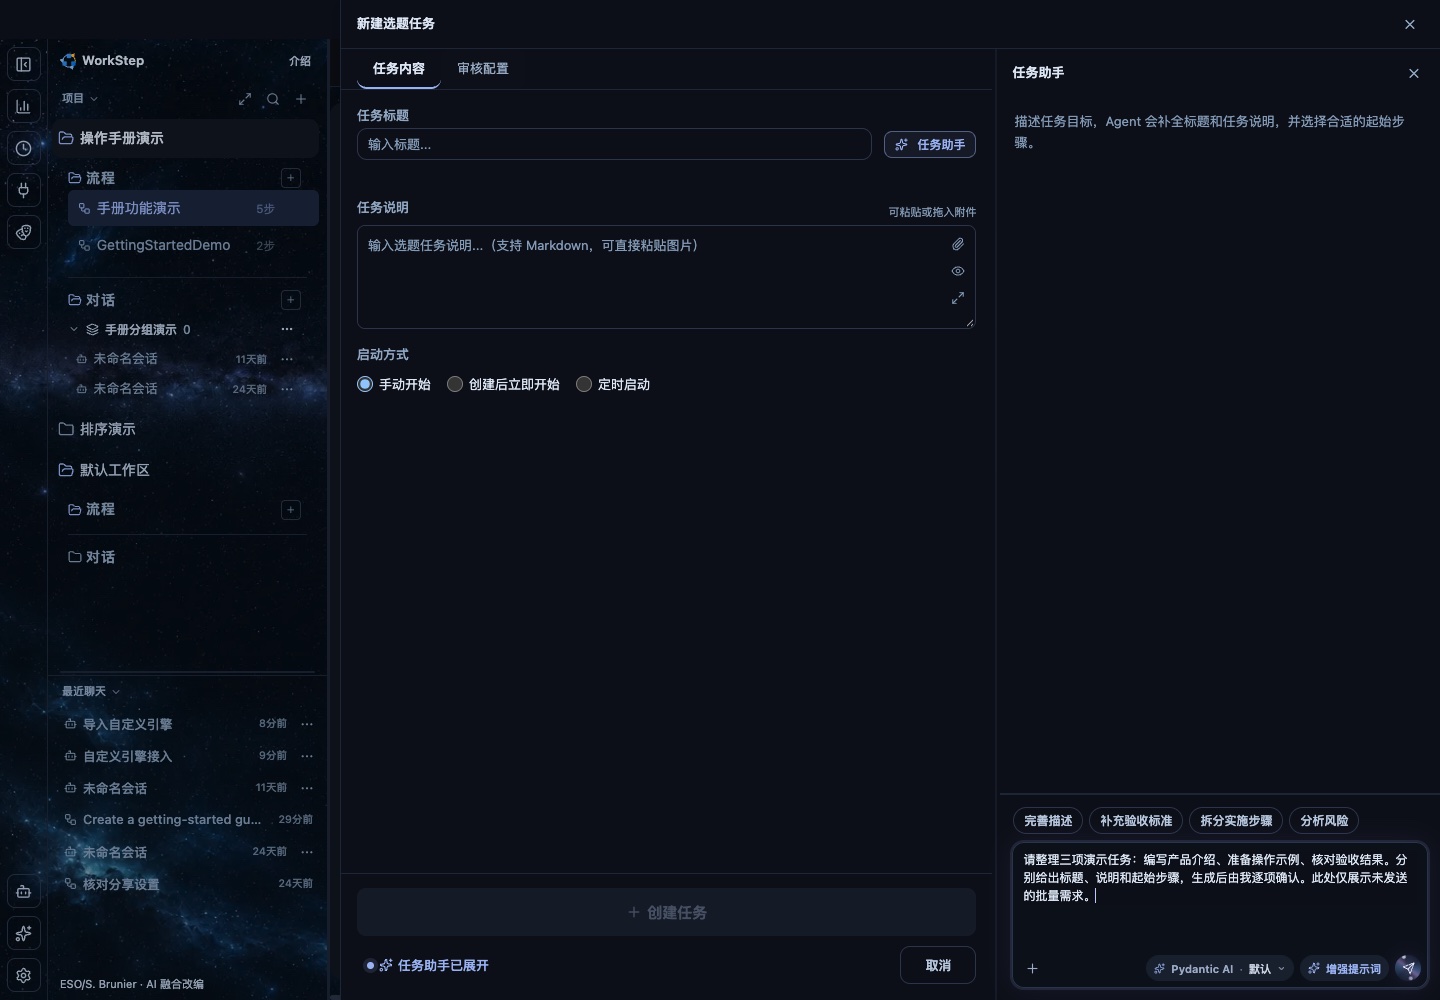 新建选题任务
WorkStep
介绍
项目
操作手册演示
流程
手册功能演示 5步
GettingStartedDemo 2步
对话
手册分组演示 0
未命名会话 11天前
未命名会话 24天前
排序演示
默认工作区
流程
对话
最近聊天
导入自定义引擎 8分前
自定义引擎接入 9分前
未命名会话 11天前
Create a getting-started gu... 29分前
未命名会话 24天前
核对分享设置 24天前
ESO/S. Brunier · AI 融合改编
任务内容 审核配置
任务标题
输入标题...
任务助手
任务说明
可粘贴或拖入附件
输入选题任务说明...（支持 Markdown，可直接粘贴图片）
启动方式
手动开始 创建后立即开始 定时启动
创建任务
任务助手已展开
取消
任务助手
描述任务目标，Agent 会补全标题和任务说明，并选择合适的起始步
骤。
完善描述 补充验收标准 拆分实施步骤 分析风险
请整理三项演示任务：编写产品介绍、准备操作示例、核对验收结果。分
别给出标题、说明和起始步骤，生成后由我逐项确认。此处仅展示未发送
的批量需求。
Pydantic AI · 默认
增强提示词